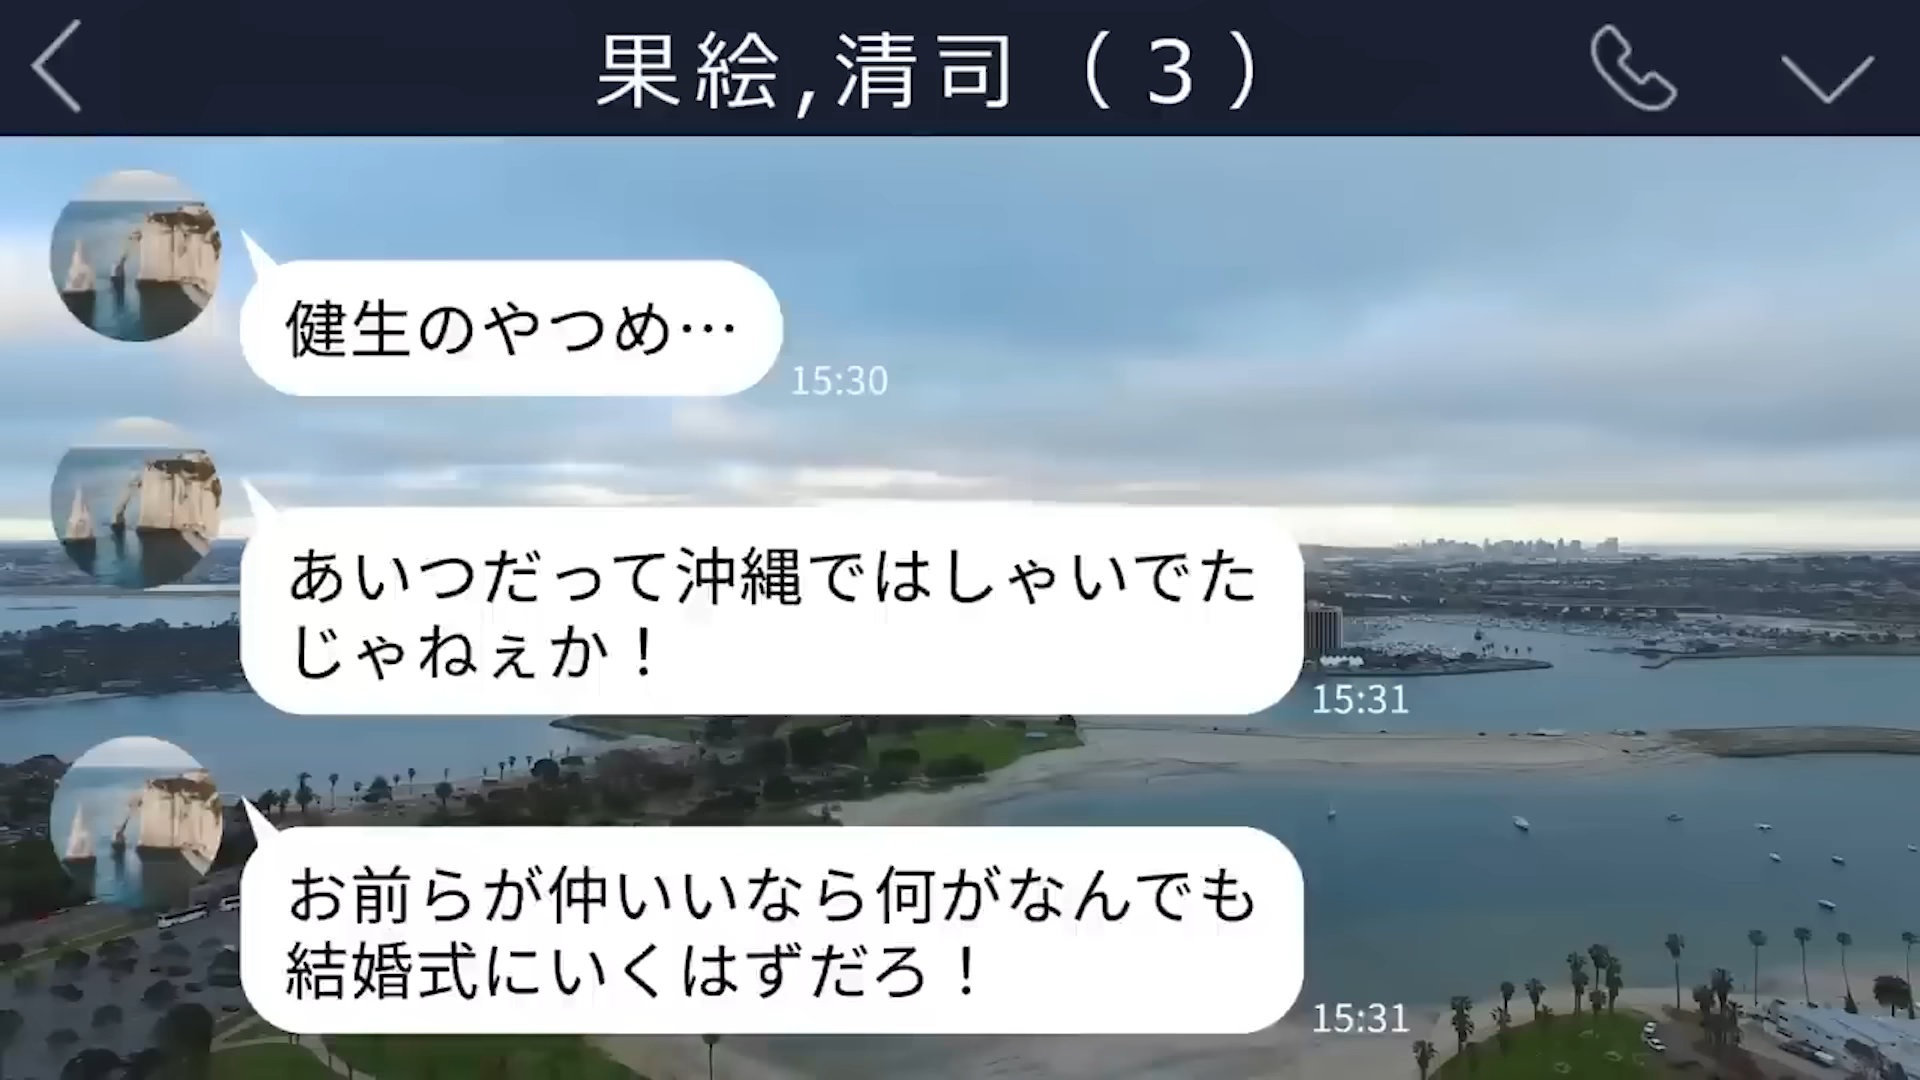 果絵,清司（3）
健生のやつめ…
15:30
あいつだって沖縄ではしゃいでた
じゃねぇか！
15:31
お前らが仲いいなら何がなんでも
結婚式にいくはずだろ！
15:31